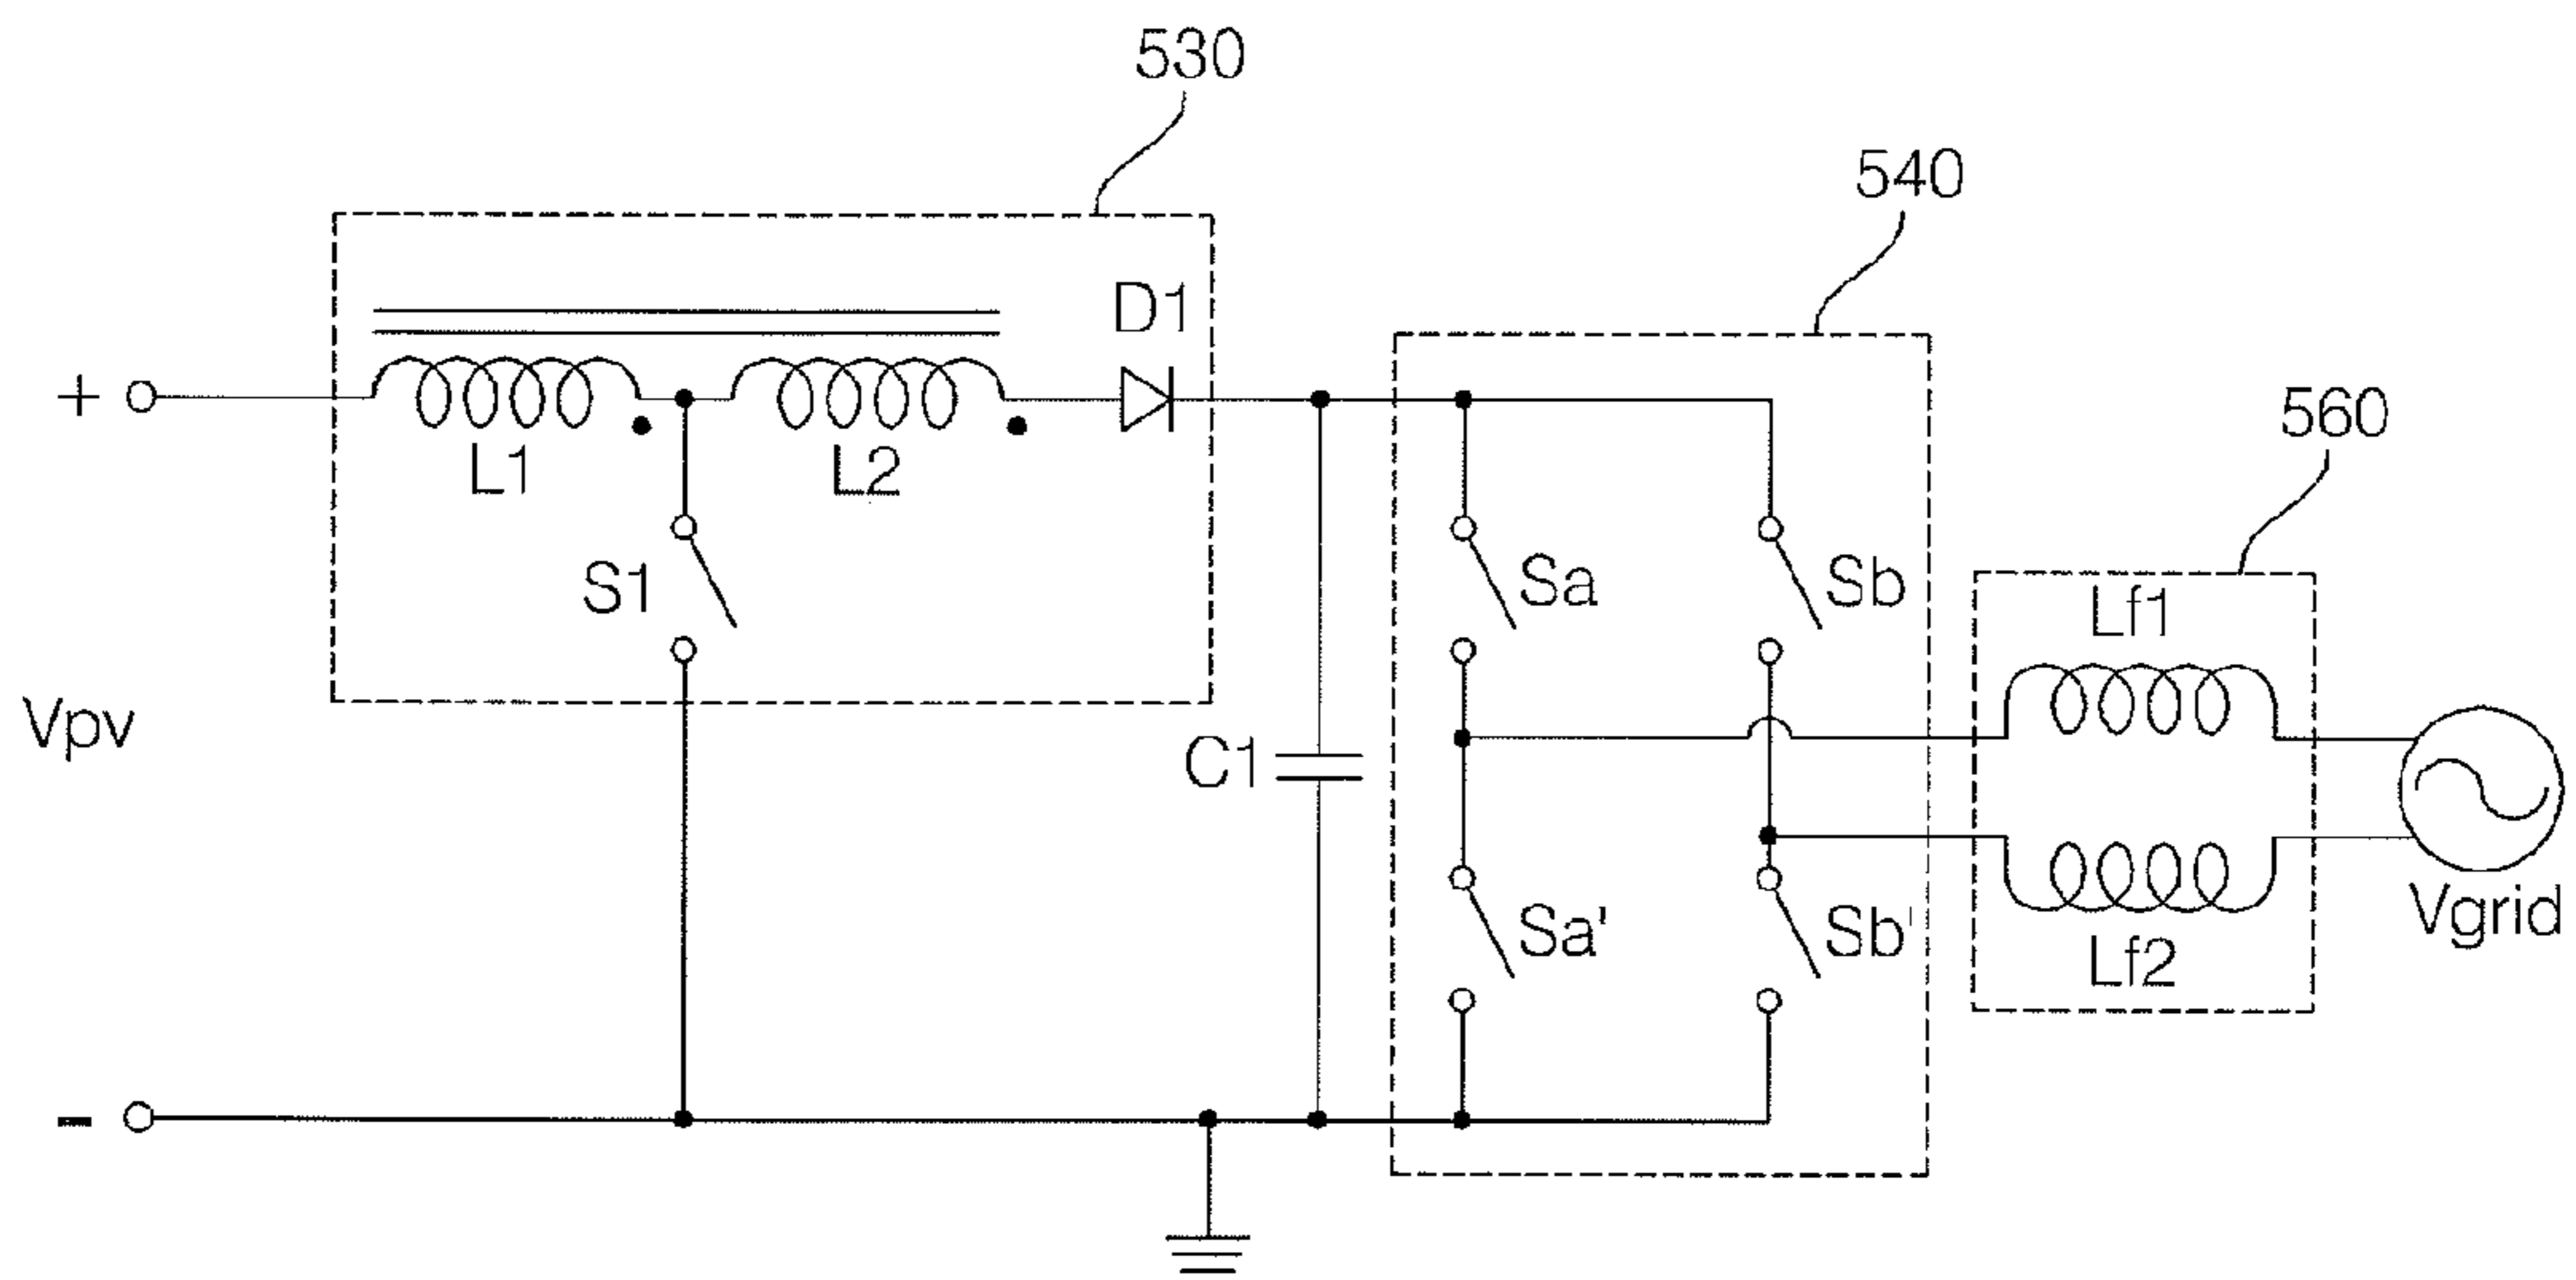 530
540
D1
+
560
L1
L2
S1
Sa
Sb
Lf1
Vpv
C1
Sa'
Sb'
Vgrid
Lf2
-